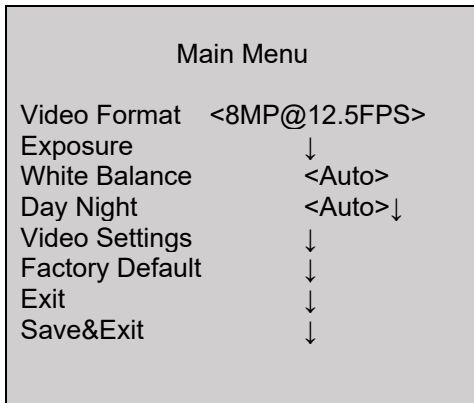 Main Menu
Video Format <8MP@12.5FPS>
Exposure ↓
White Balance <Auto>
Day Night <Auto>↓
Video Settings ↓
Factory Default ↓
Exit ↓
Save&Exit ↓